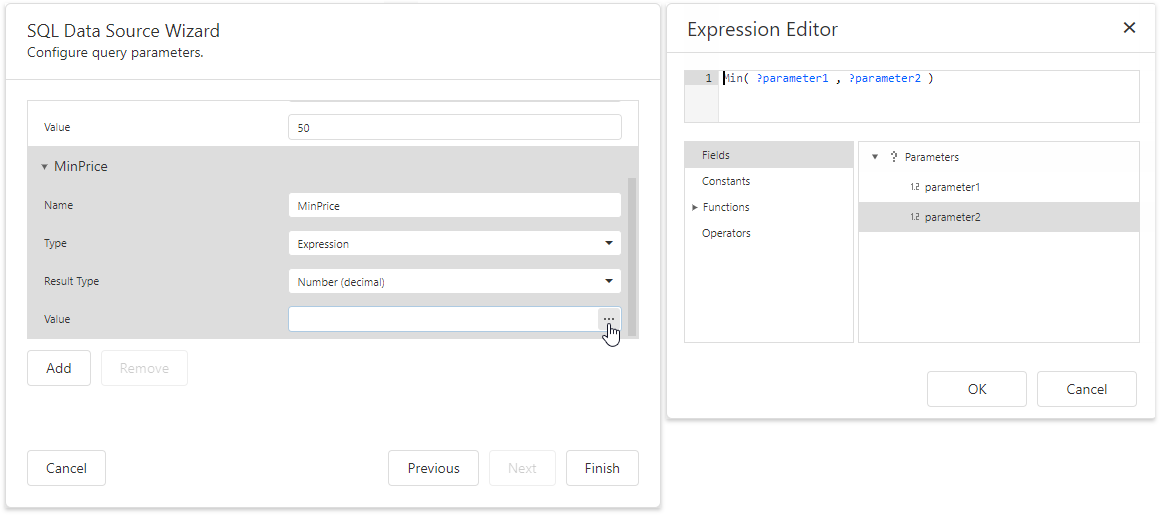 SQL Data Source Wizard
Configure query parameters.
Value 50
MinPrice
Name MinPrice
Type Expression
Result Type Number (decimal)
Value ...
Add Remove
Cancel Previous Next Finish
Expression Editor
1 Min( ?parameter1 , ?parameter2 )
Fields
Constants
Functions
Operators
Parameters
1.2 parameter1
1.2 parameter2
OK Cancel